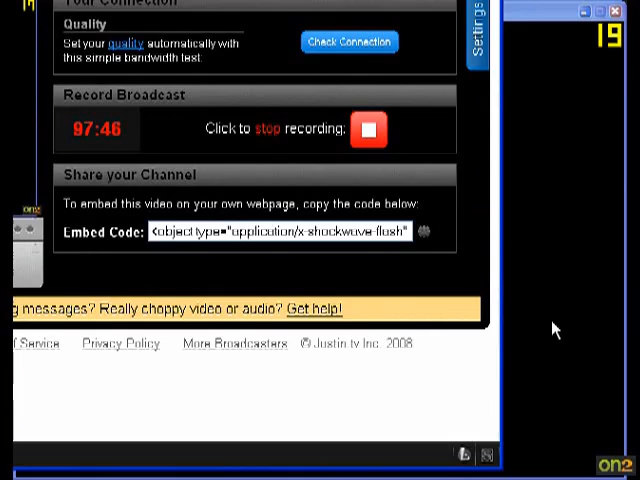 Your Connection
Quality
Set your quality automatically with
this simple bandwidth test:
Check Connection
Settings
19
Record Broadcast
97:46
Click to stop recording:
Share your Channel
To embed this video on your own webpage, copy the code below:
Embed Code: <object type="application/x-shockwave-flash"
on2
g messages? Really choppy video or audio? Get help!
of Service Privacy Policy More Broadcasters © Justin.tv Inc. 2008
on2